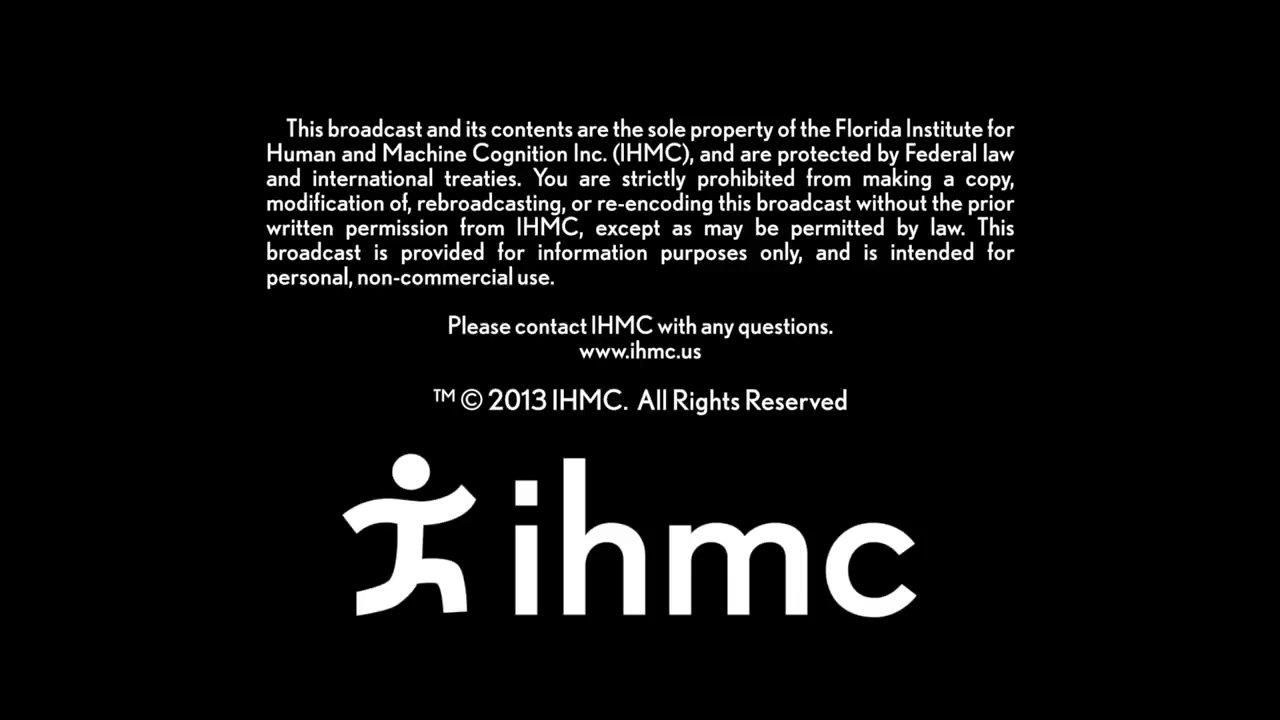 This broadcast and its contents are the sole property of the Florida Institute for
Human and Machine Cognition Inc. (IHMC), and are protected by Federal law
and international treaties. You are strictly prohibited from making a copy,
modification of, rebroadcasting, or re-encoding this broadcast without the prior
written permission from IHMC, except as may be permitted by law. This
broadcast is provided for information purposes only, and is intended for
personal, non-commercial use.
Please contact IHMC with any questions.
www.ihmc.us
™ © 2013 IHMC. All Rights Reserved
ihmc